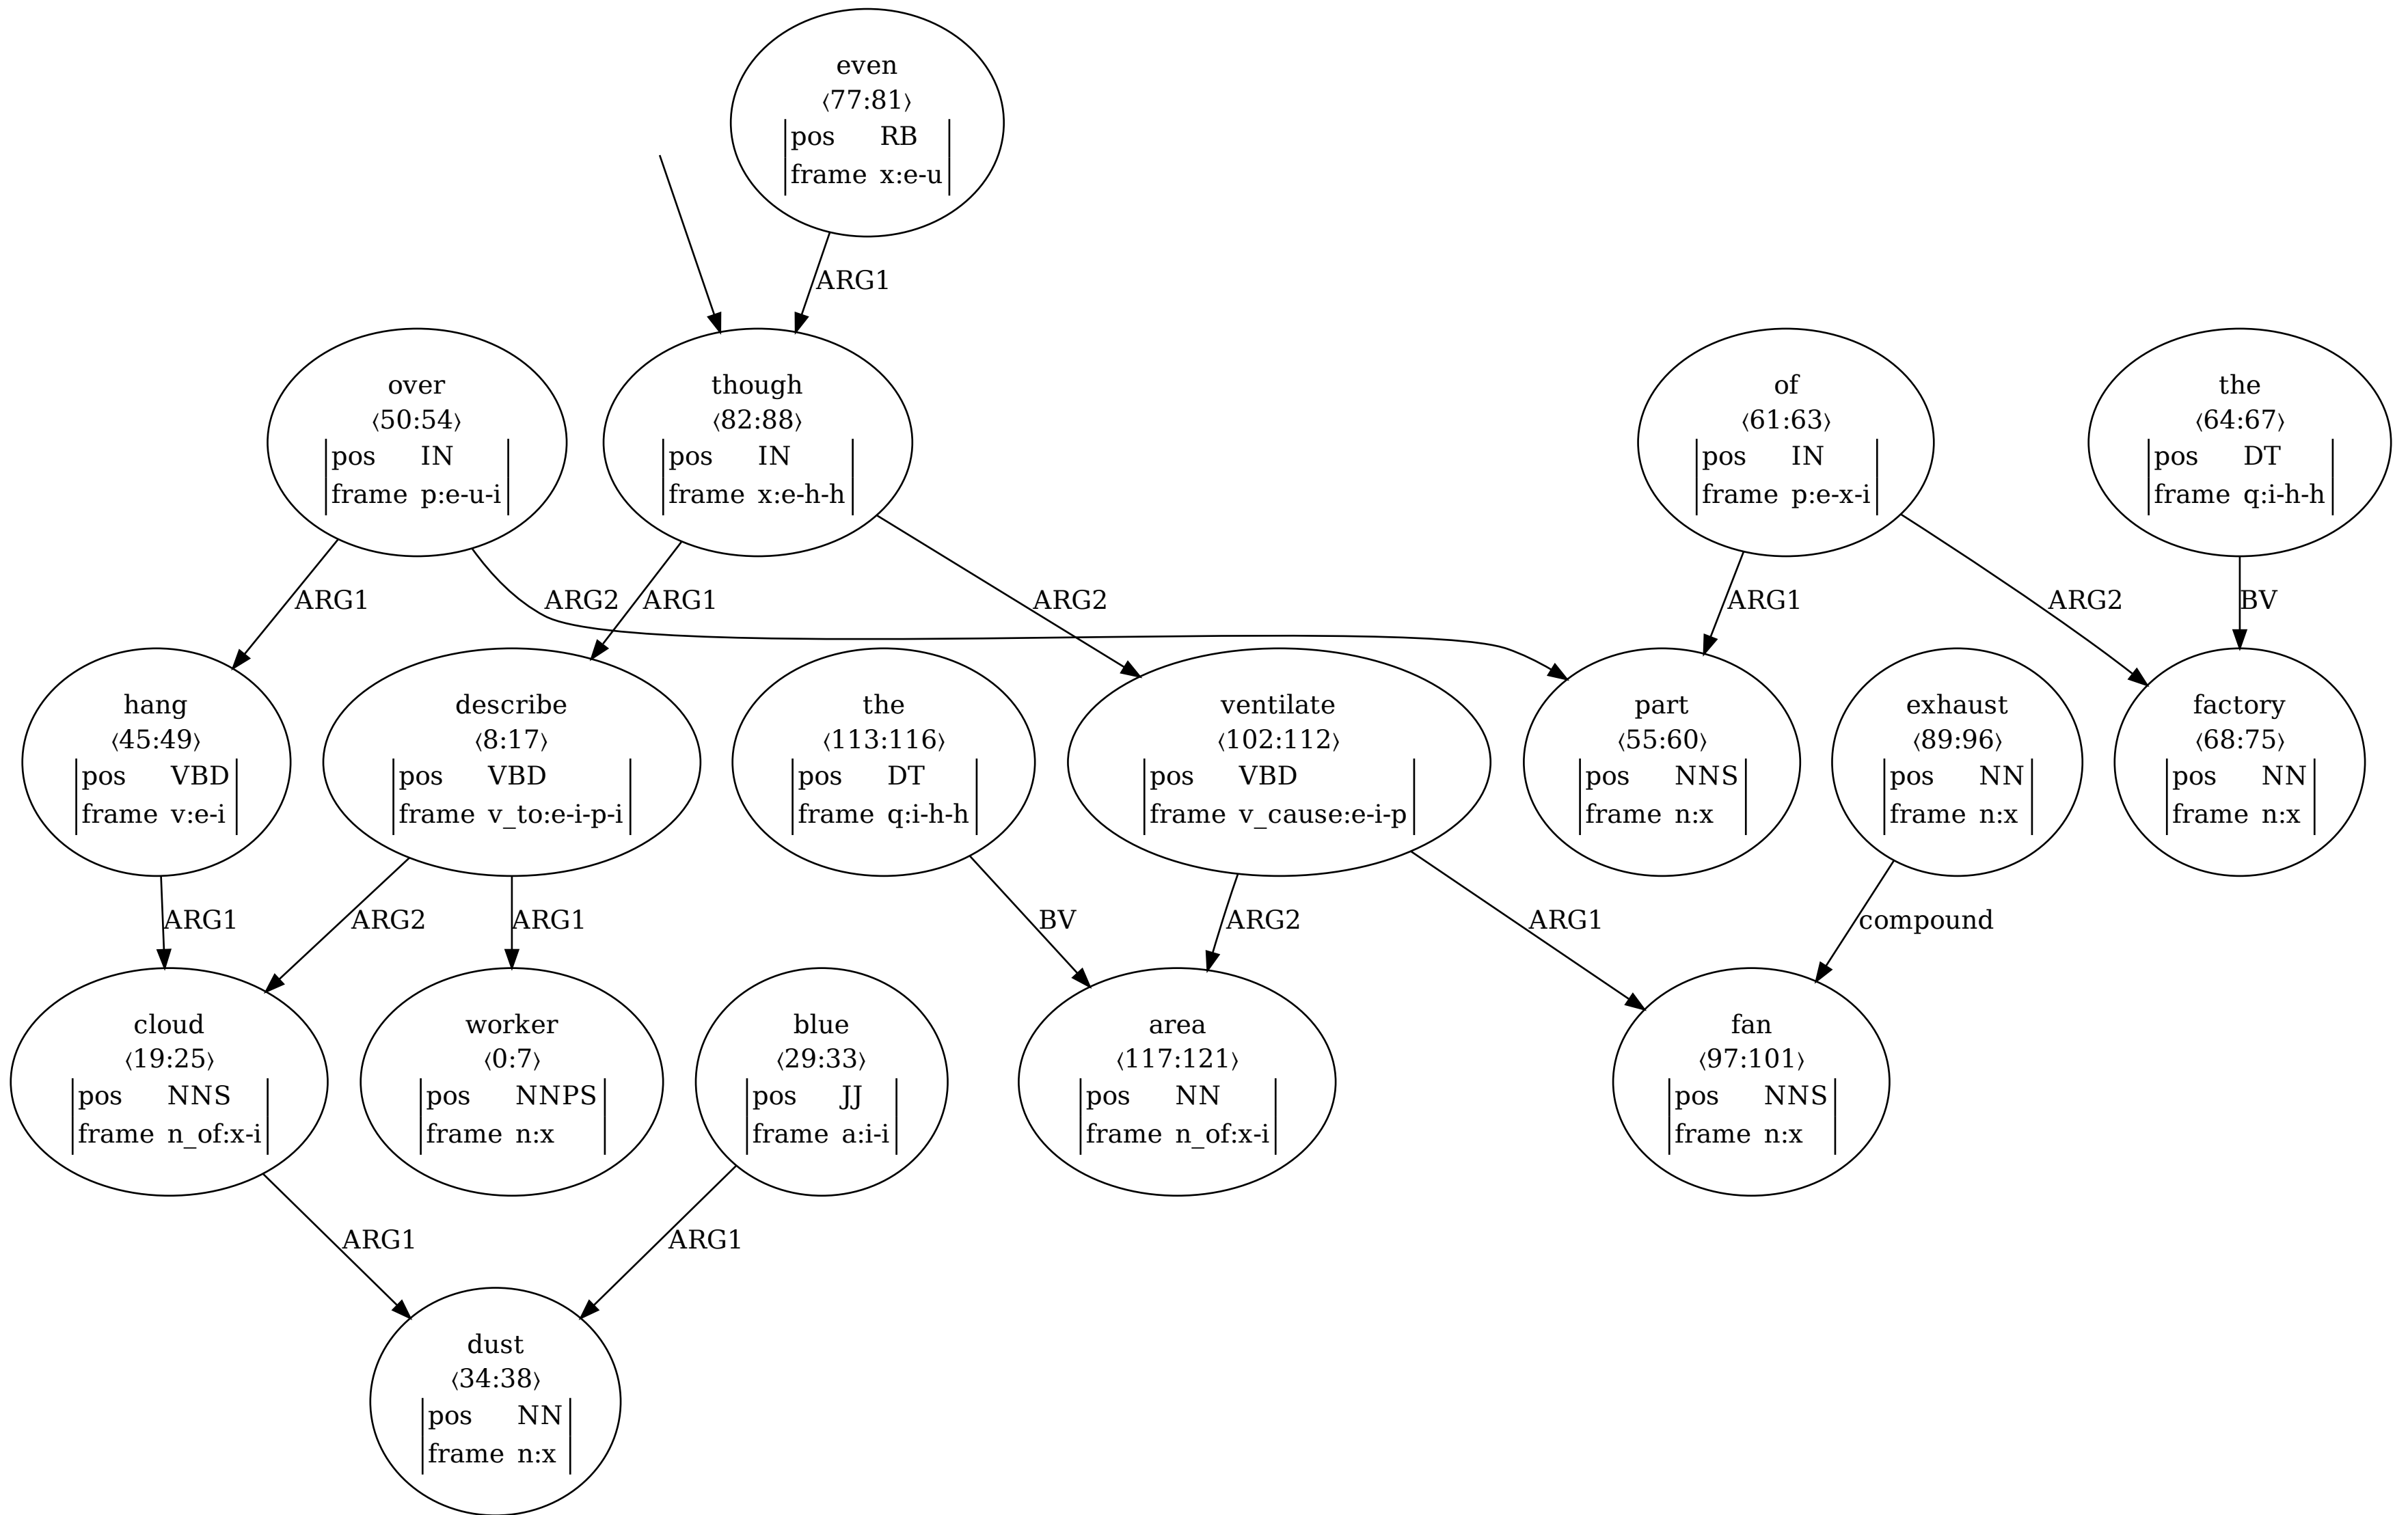 even
⟨77:81⟩
pos RB
frame x:e-u
ARG1
over
⟨50:54⟩
pos IN
frame p:e-u-i
though
⟨82:88⟩
pos IN
frame x:e-h-h
of
⟨61:63⟩
pos IN
frame p:e-x-i
the
⟨64:67⟩
pos DT
frame q:i-h-h
ARG1
ARG2
ARG1
ARG2
ARG1
ARG2
BV
hang
⟨45:49⟩
pos VBD
frame v:e-i
describe
⟨8:17⟩
pos VBD
frame v_to:e-i-p-i
the
⟨113:116⟩
pos DT
frame q:i-h-h
ventilate
⟨102:112⟩
pos VBD
frame v_cause:e-i-p
part
⟨55:60⟩
pos NNS
frame n:x
exhaust
⟨89:96⟩
pos NN
frame n:x
factory
⟨68:75⟩
pos NN
frame n:x
ARG1
ARG2
ARG1
BV
ARG2
ARG1
compound
cloud
⟨19:25⟩
pos NNS
frame n_of:x-i
worker
⟨0:7⟩
pos NNPS
frame n:x
blue
⟨29:33⟩
pos JJ
frame a:i-i
area
⟨117:121⟩
pos NN
frame n_of:x-i
fan
⟨97:101⟩
pos NNS
frame n:x
ARG1
ARG1
dust
⟨34:38⟩
pos NN
frame n:x